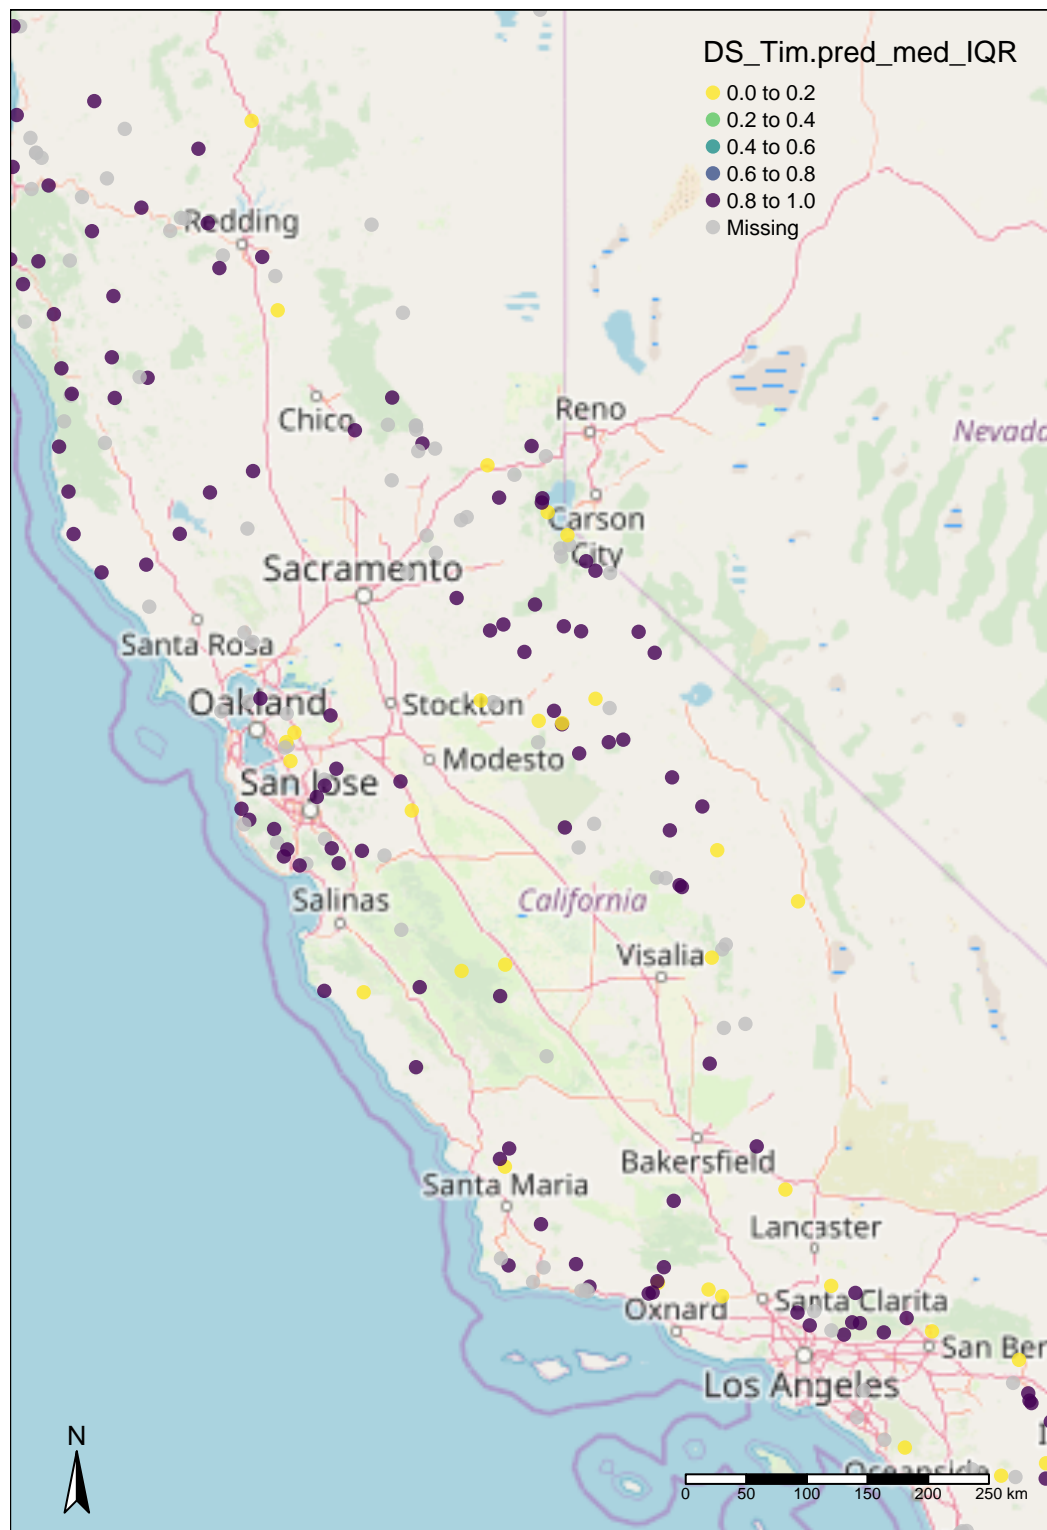 DS_Tim.pred_med_IQR
0.0 to 0.2
0.2 to 0.4
0.4 to 0.6
0.6 to 0.8
0.8 to 1.0
Missing
Redding
Chico
Reno
Nevada
Carson
City
Sacramento
Santa Rosa
Oakland
Stockton
Modesto
San Jose
Salinas
California
Visalia
Bakersfield
Santa Maria
Lancaster
Santa Clarita
Oxnard
San Ber
Los Angeles
Oceanside
N
0 50 100 150 200 250 km